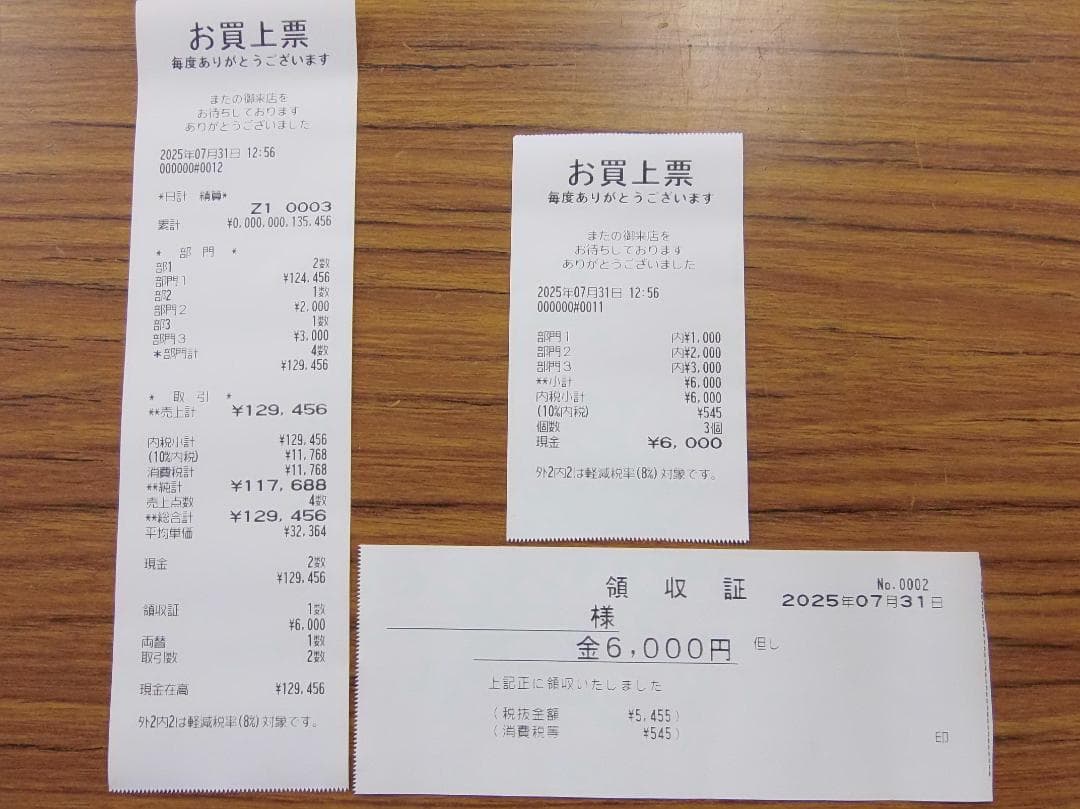 お買上票
毎度ありがとうございます
またの御来店を
お待ちしております
ありがとうございました
2025年07月31日 12:56
000000#0012
*日計 精算*
Z1 0003
累計 ¥0,000,000,135,456
* 部 門 *
部1 2数
部門1 ¥124,456
部2 1数
部門2 ¥2,000
部3 1数
部門3 ¥3,000
*部門計 4数
¥129,456
* 取 引 *
**売上計 ¥129,456
内税小計 ¥129,456
(10%内税) ¥11,768
消費税計 ¥11,768
**純計 ¥117,688
売上点数 4数
**総合計 ¥129,456
平均単価 ¥32,364
現金 2数
¥129,456
領収証 1数
¥6,000
両替 1数
取引数 2数
現金在高 ¥129,456
外2内2は軽減税率(8%)対象です。
お買上票
毎度ありがとうございます
またの御来店を
お待ちしております
ありがとうございました
2025年07月31日 12:56
000000#0011
部門1 内¥1,000
部門2 内¥2,000
部門3 内¥3,000
**小計 ¥6,000
内税小計 ¥6,000
(10%内税) ¥545
個数 3個
現金 ¥6,000
外2内2は軽減税率(8%)対象です。
領 収 証 No.0002
2025年07月31日
様
金6,000円 但し
上記正に領収いたしました
(税抜金額 ¥5,455)
(消費税等 ¥545)
印